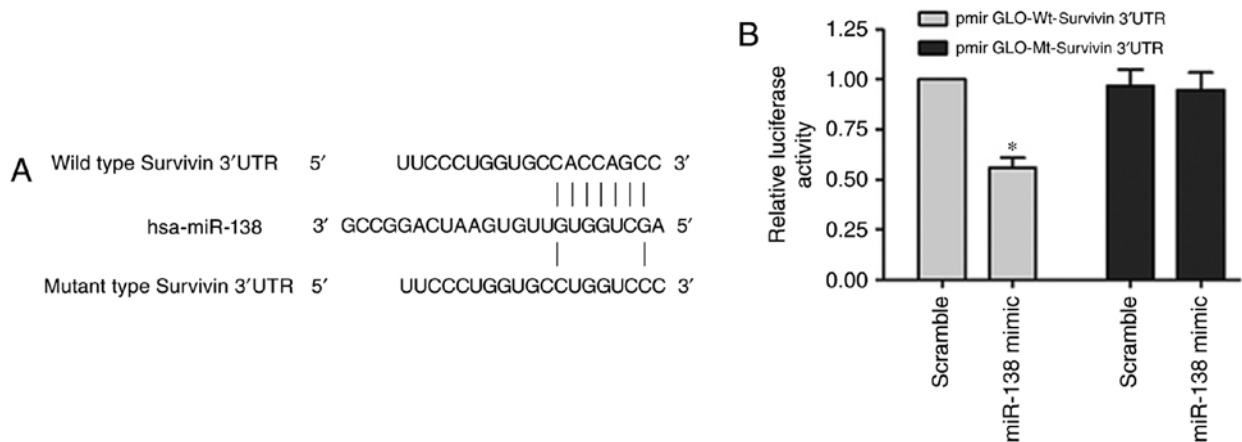 A
Wild type Survivin 3′UTR 5′ UUCCCUGGUGCCACCAGCC 3′
hsa-miR-138 3′ GCCGGACUAAGUGUUGUGGUCGA 5′
Mutant type Survivin 3′UTR 5′ UUCCCUGGUGCCUGGUCCC 3′
B
pmir GLO-Wt-Survivin 3′UTR
pmir GLO-Mt-Survivin 3′UTR
Relative luciferase
activity
1.25
1.00
0.75
0.50
0.25
0.00
*
Scramble
miR-138 mimic
Scramble
miR-138 mimic